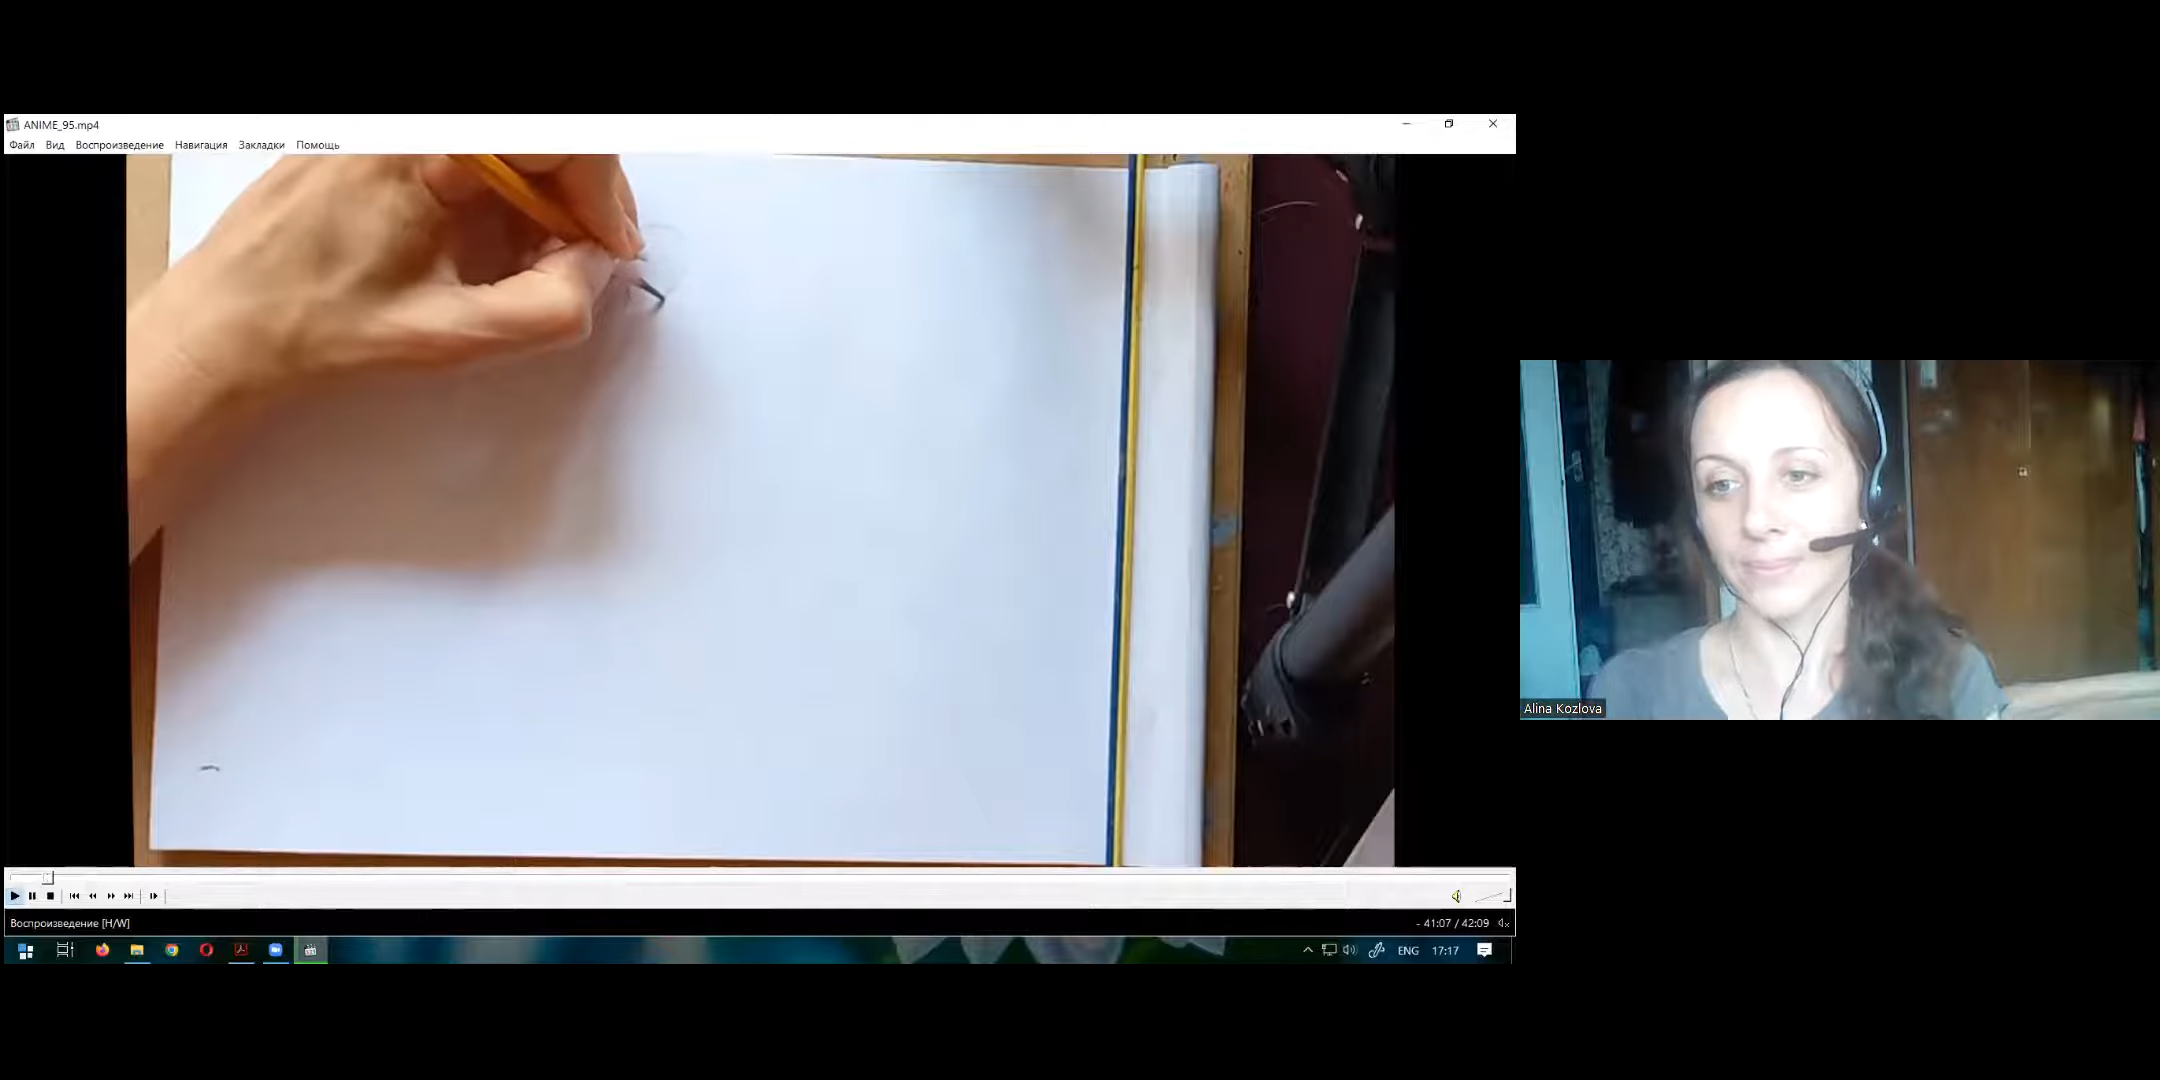 ANIME_95.mp4
Файл Вид Воспроизведение Навигация Закладки Помощь
Alina Kozlova
Воспроизведение [H/W]
- 41:07 / 42:09
ENG 17:17